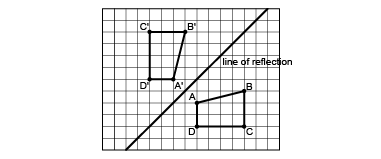 C' B'
line of reflection
D' A'
A B
D C